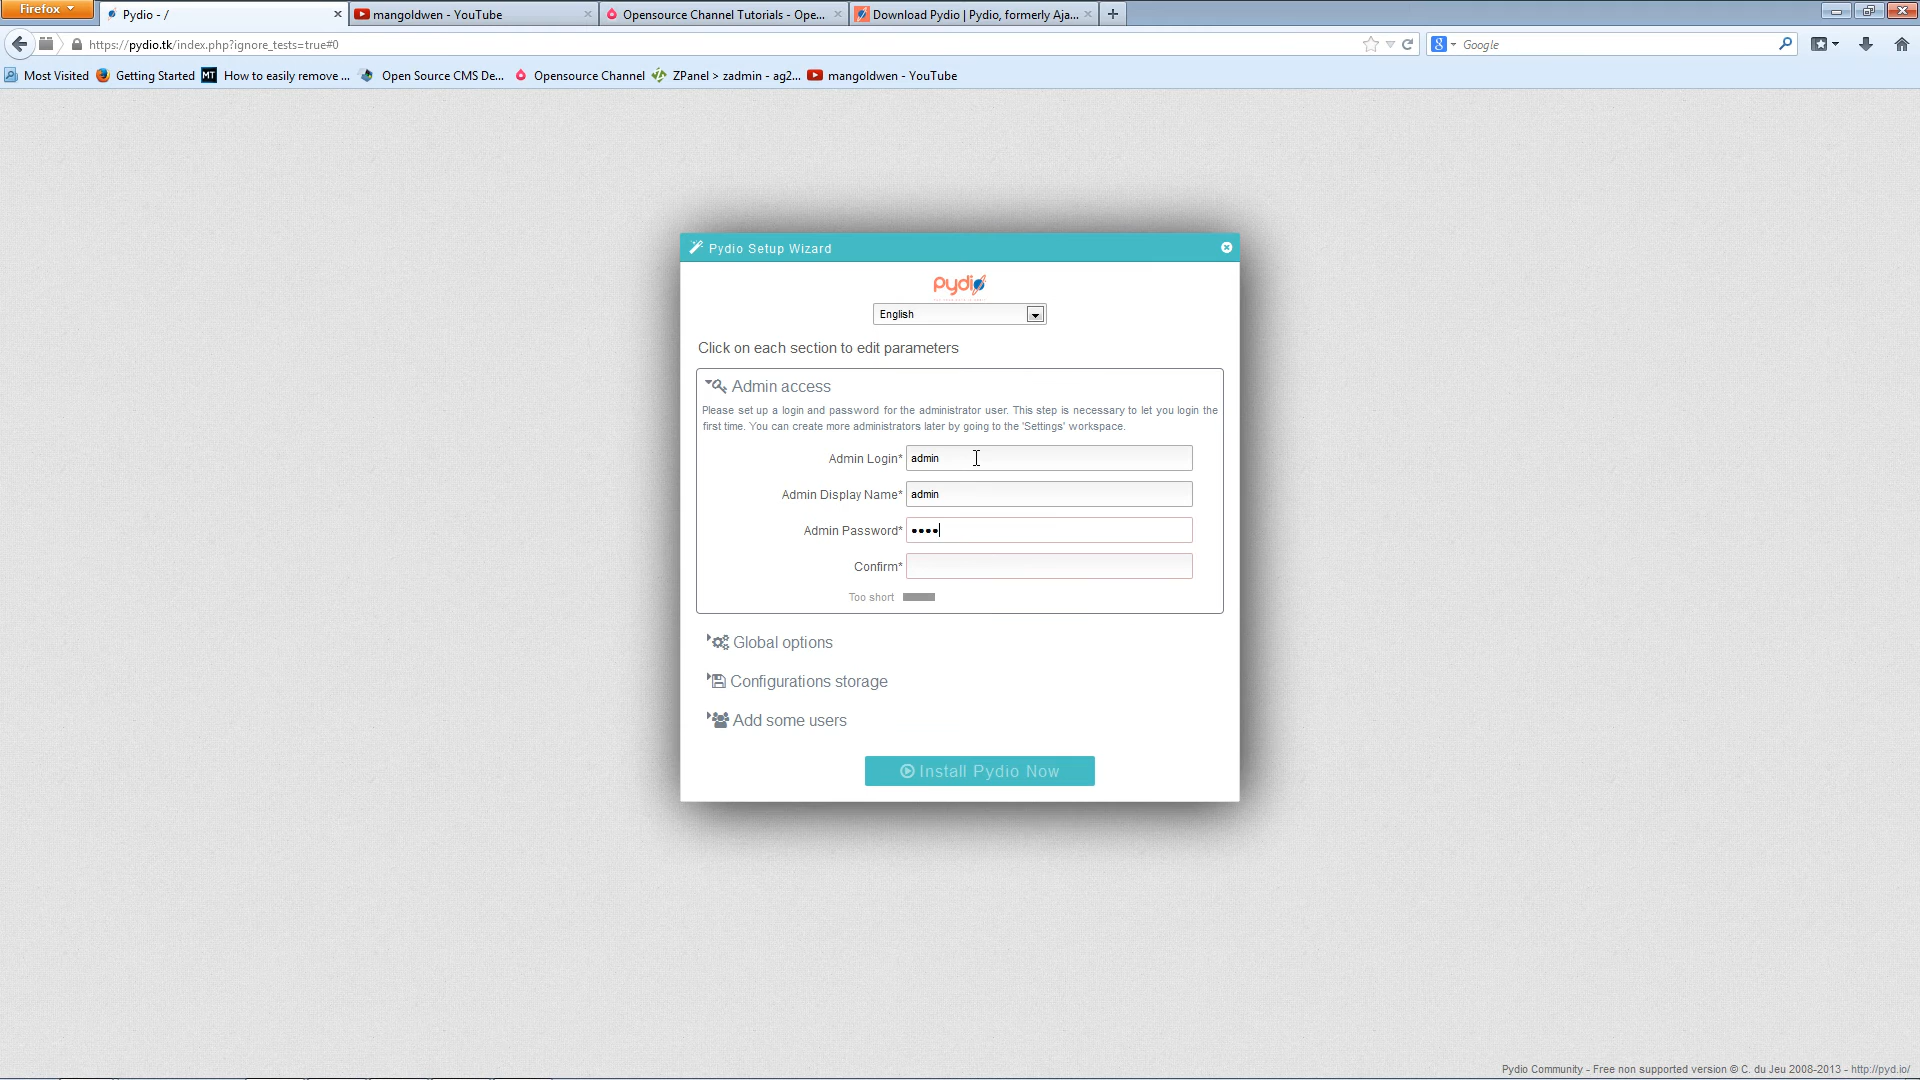 Firefox
Pydio - /
mangoldwen - YouTube
Opensource Channel Tutorials - Ope...
Download Pydio | Pydio, formerly Aja...
https://pydio.tk/index.php?ignore_tests=true#0
Google
Most Visited
Getting Started
MT
How to easily remove ...
Open Source CMS De...
Opensource Channel
ZPanel > zadmin - ag2...
mangoldwen - YouTube
Pydio Setup Wizard
pydio
English
Click on each section to edit parameters
Admin access
Please set up a login and password for the administrator user. This step is necessary to let you login the
first time. You can create more administrators later by going to the 'Settings' workspace.
Admin Login* admin
Admin Display Name* admin
Admin Password* ••••
Confirm*
Too short
Global options
Configurations storage
Add some users
Install Pydio Now
Pydio Community - Free non supported version © C. du Jeu 2008-2013 - http://pyd.io/